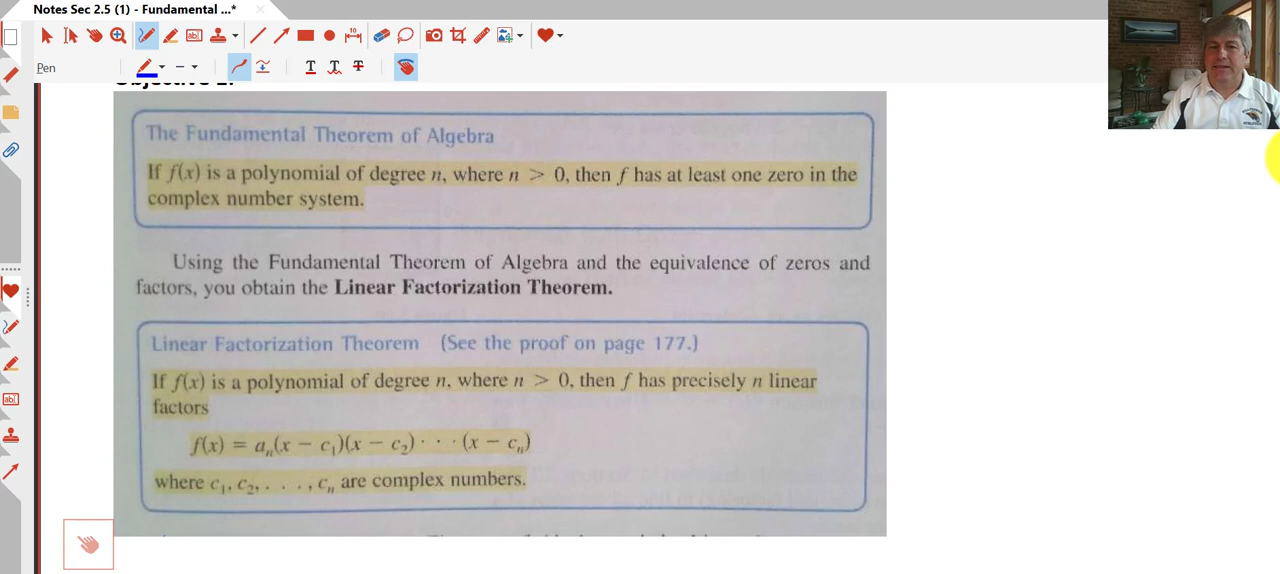 Notes Sec 2.5 (1) - Fundamental ...*
Pen
The Fundamental Theorem of Algebra
If f(x) is a polynomial of degree n, where n > 0, then f has at least one zero in the
complex number system.
Using the Fundamental Theorem of Algebra and the equivalence of zeros and
factors, you obtain the Linear Factorization Theorem.
Linear Factorization Theorem (See the proof on page 177.)
If f(x) is a polynomial of degree n, where n > 0, then f has precisely n linear
factors
f(x) = aₙ(x − c₁)(x − c₂) · · · (x − cₙ)
where c₁, c₂, . . . , cₙ are complex numbers.